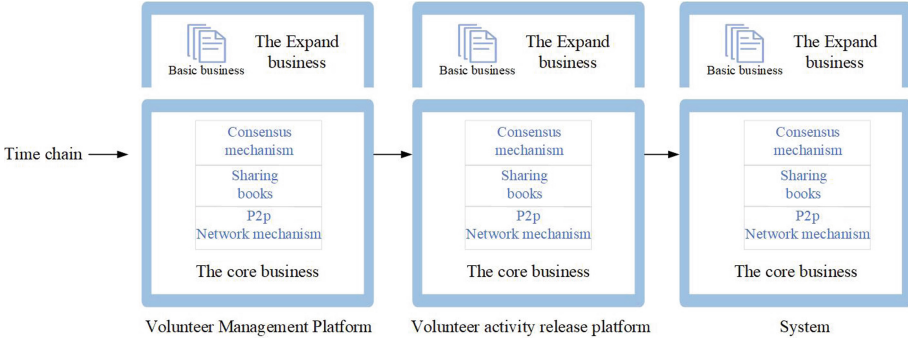 The Expand
business
Basic business
The Expand
business
Basic business
The Expand
business
Basic business
Time chain
Consensus
mechanism
Sharing
books
P2p
Network mechanism
The core business
Consensus
mechanism
Sharing
books
P2p
Network mechanism
The core business
Consensus
mechanism
Sharing
books
P2p
Network mechanism
The core business
Volunteer Management Platform
Volunteer activity release platform
System